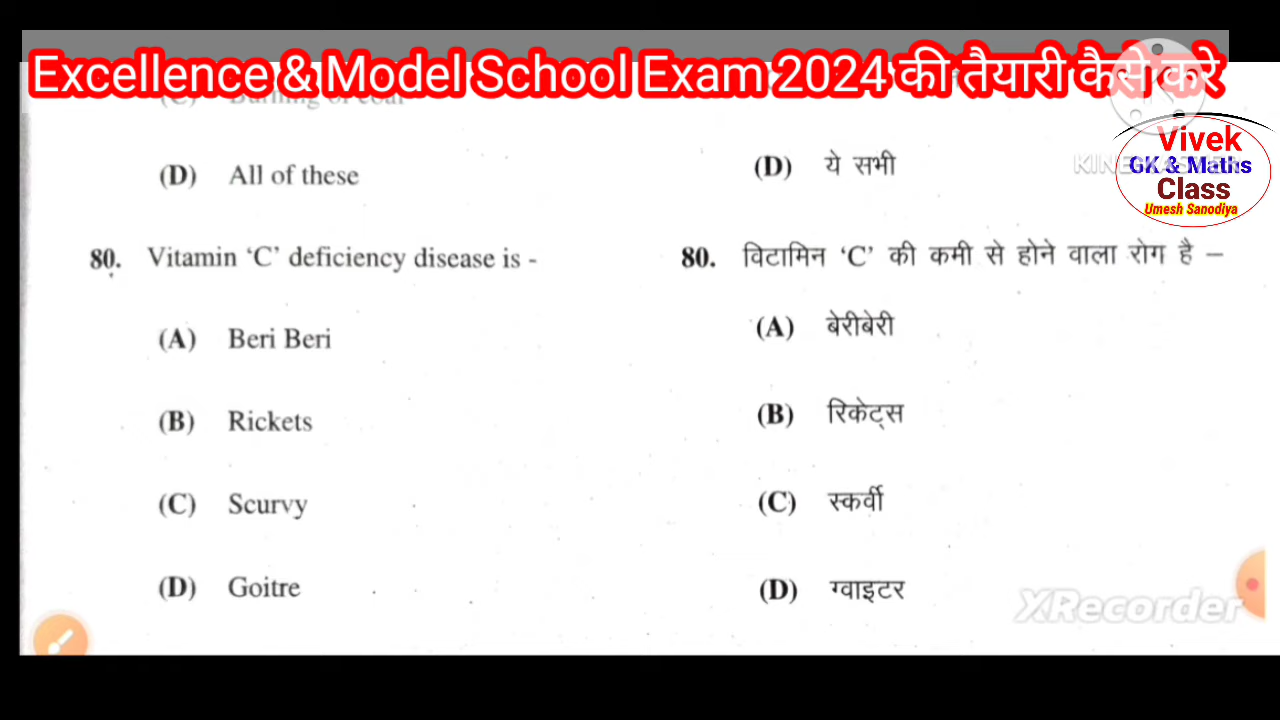 Excellence & Model School Exam 2024 की तैयारी कैसे करे
Vivek
GK & Maths
Class
Umesh Sanodiya
(D) All of these
80. Vitamin ‘C’ deficiency disease is -
(A) Beri Beri
(B) Rickets
(C) Scurvy
(D) Goitre
(D) ये सभी
80. विटामिन ‘C’ की कमी से होने वाला रोग है –
(A) बेरीबेरी
(B) रिकेट्स
(C) स्कर्वी
(D) ग्वाइटर
XRecorder